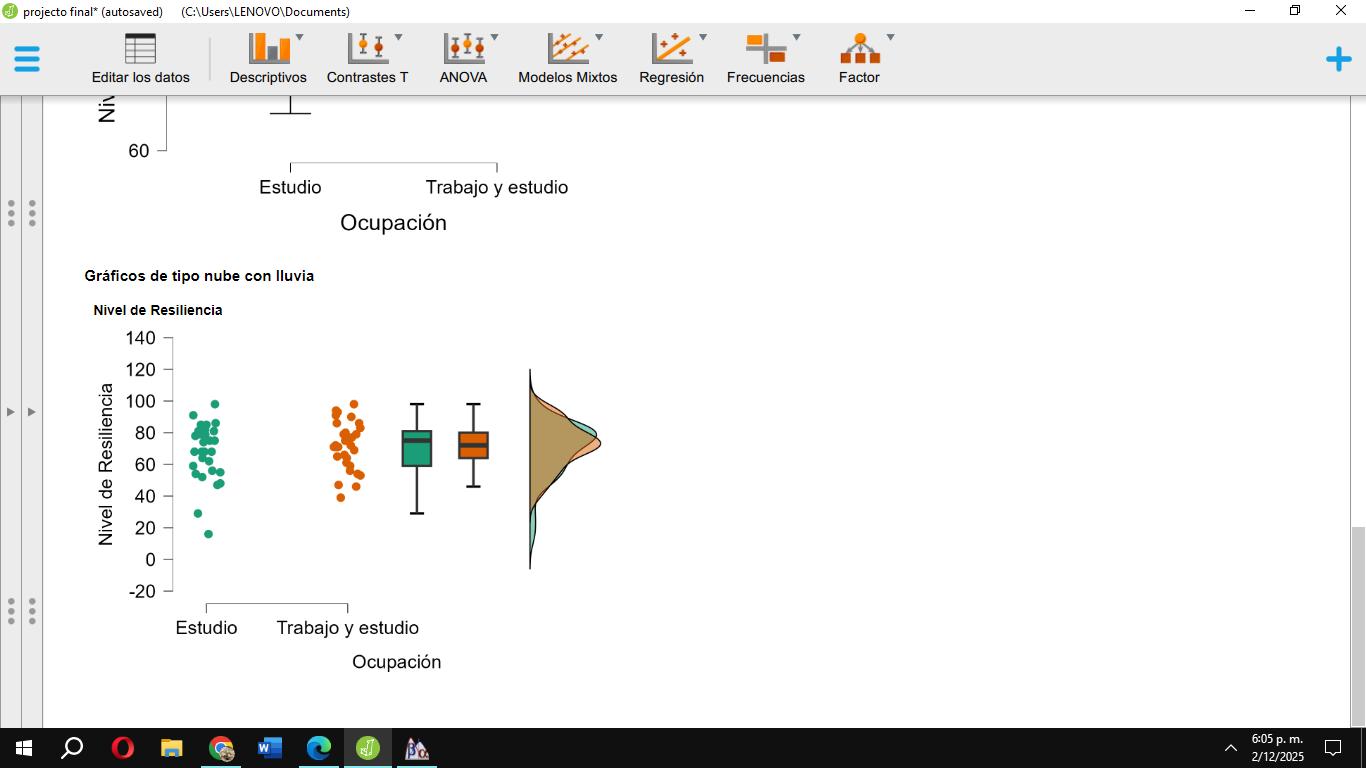 projecto final* (autosaved) (C:\Users\LENOVO\Documents)
Editar los datos
Descriptivos
Contrastes T
ANOVA
Modelos Mixtos
Regresión
Frecuencias
Factor
Niv
60
Estudio
Trabajo y estudio
Ocupación
Gráficos de tipo nube con lluvia
Nivel de Resiliencia
Nivel de Resiliencia
140
120
100
80
60
40
20
0
-20
Estudio
Trabajo y estudio
Ocupación
6:05 p. m.
2/12/2025